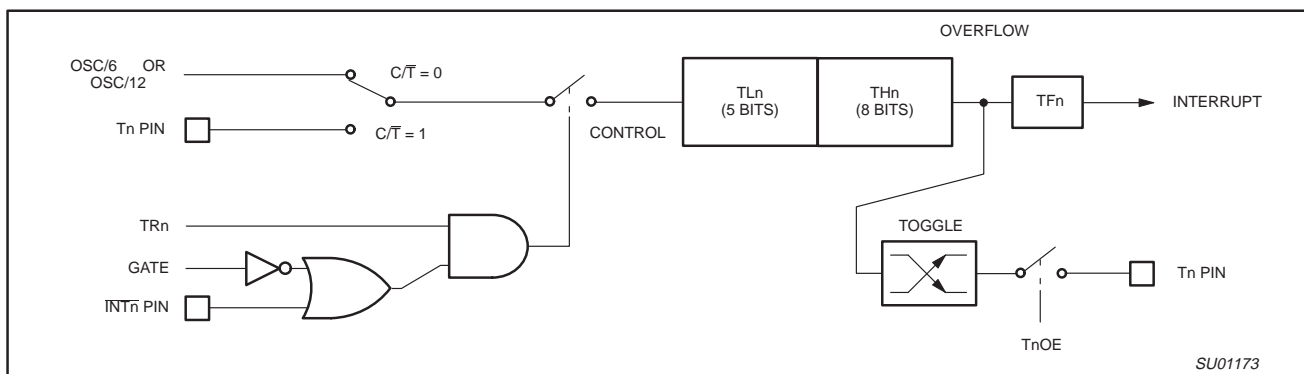 OVERFLOW
OSC/6 OR
OSC/12
C/T̅ = 0
TLn
(5 BITS)
THn
(8 BITS)
TFn
INTERRUPT
Tn PIN
C/T̅ = 1
CONTROL
TRn
TOGGLE
GATE
Tn PIN
I̅N̅T̅n̅ PIN
TnOE
SU01173